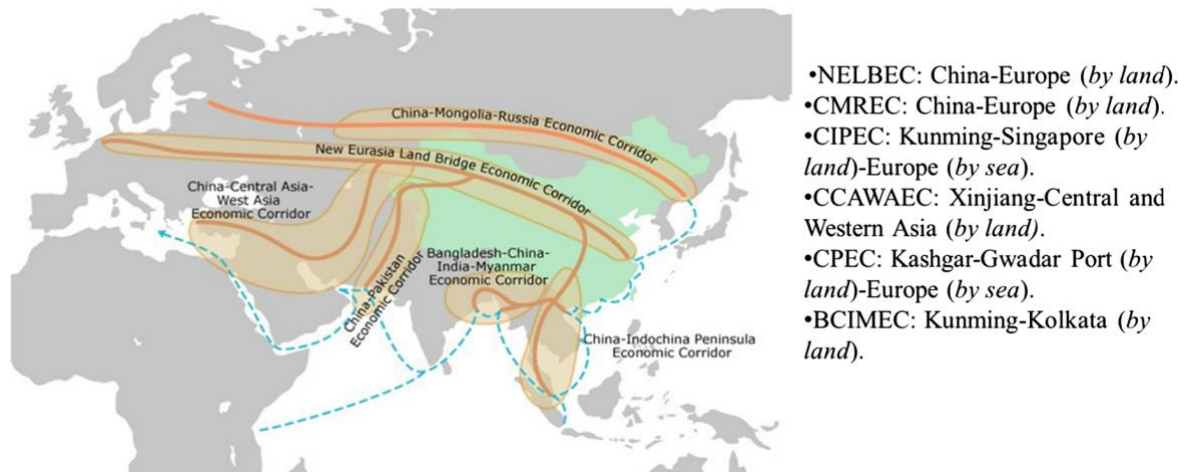 China-Mongolia-Russia Economic Corridor
New Eurasia Land Bridge Economic Corridor
China-Central Asia-
West Asia
Economic Corridor
China-Pakistan
Economic Corridor
Bangladesh-China-
India-Myanmar
Economic Corridor
China-Indochina Peninsula
Economic Corridor
•NELBEC: China-Europe (by land).
•CMREC: China-Europe (by land).
•CIPEC: Kunming-Singapore (by
land)-Europe (by sea).
•CCAWAEC: Xinjiang-Central and
Western Asia (by land).
•CPEC: Kashgar-Gwadar Port (by
land)-Europe (by sea).
•BCIMEC: Kunming-Kolkata (by
land).